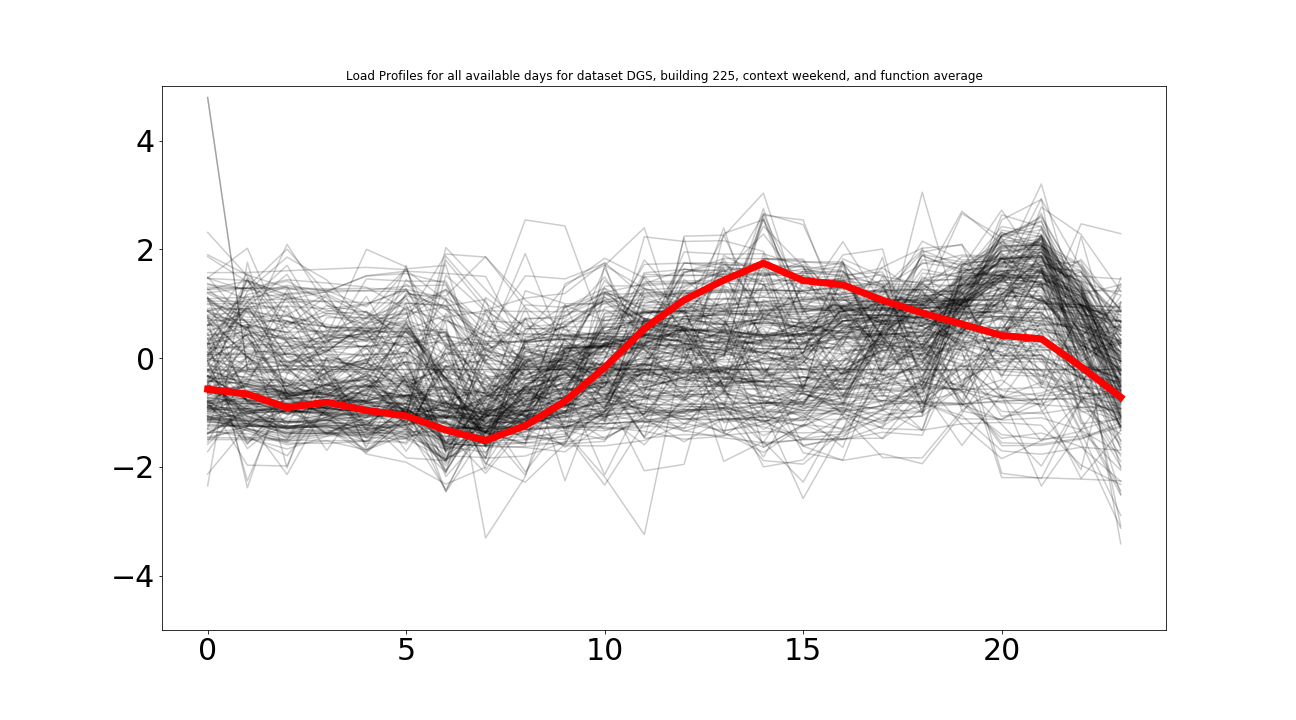 Load Profiles for all available days for dataset DGS, building 225, context weekend, and function average
4
2
0
−2
−4
0 5 10 15 20